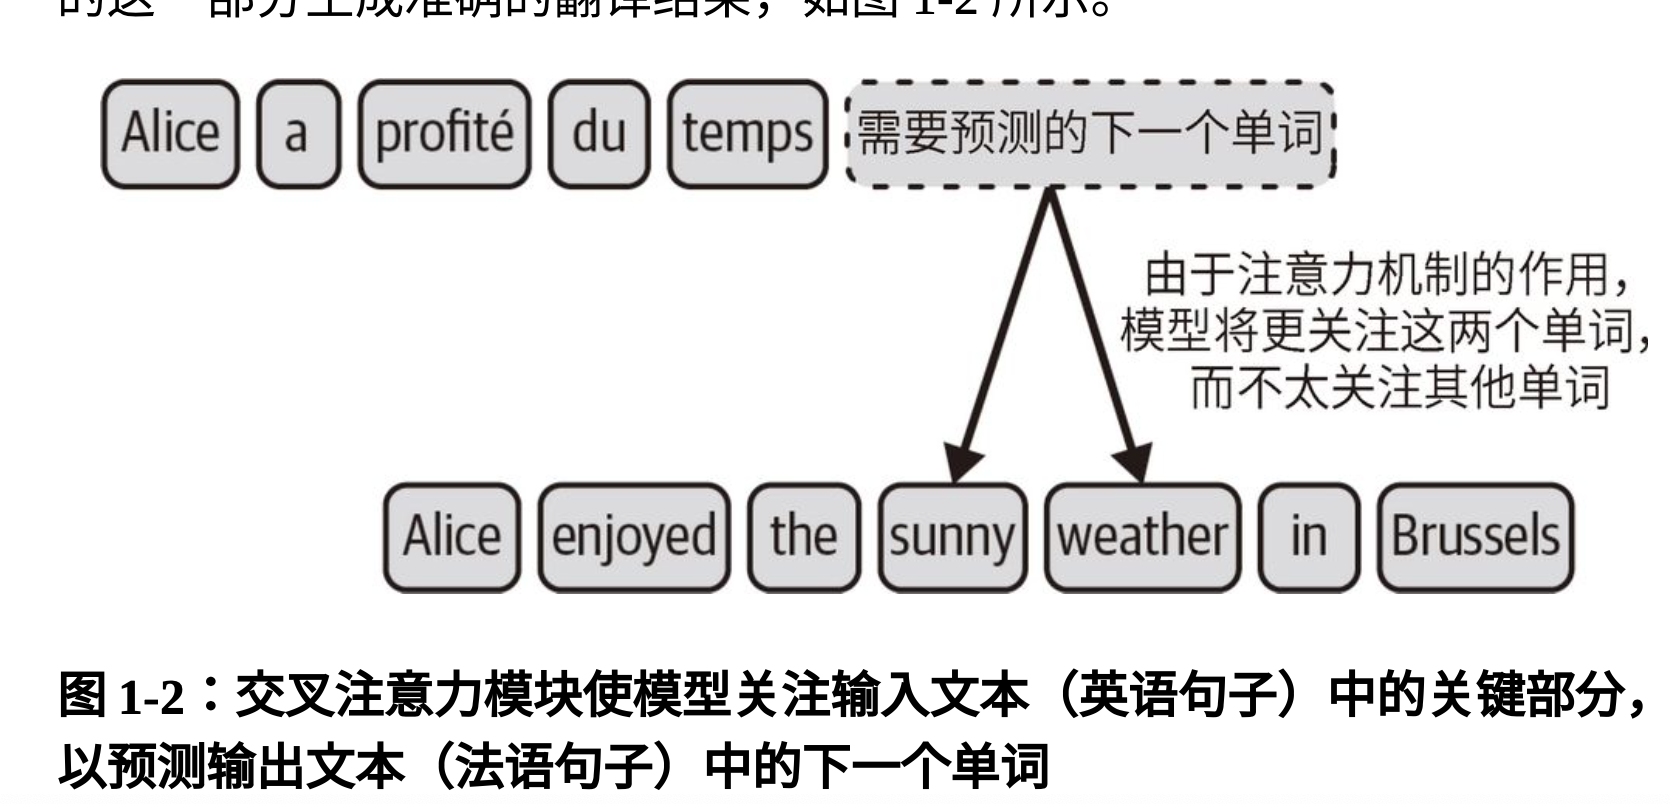 的这一部分生成准确的翻译结果，如图 1-2 所示。
Alice a profité du temps 需要预测的下一个单词
由于注意力机制的作用，
模型将更关注这两个单词，
而不太关注其他单词
Alice enjoyed the sunny weather in Brussels
图 1-2：交叉注意力模块使模型关注输入文本（英语句子）中的关键部分，
以预测输出文本（法语句子）中的下一个单词